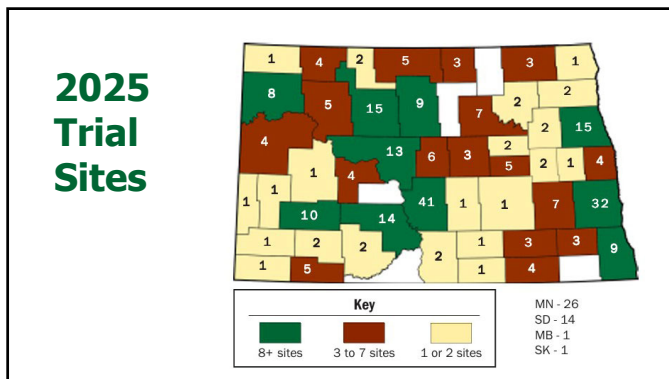 2025
Trial
Sites
1 4 2 5 3 3 1
8 5 15 9 7 2 2
4 2 15
13 6 3 2
1 4 5 2 1 4
1 1 41 1 1 7 32
10 14
1 2 2 2 1 3 3 9
1 5 1 4
Key
8+ sites 3 to 7 sites 1 or 2 sites
MN - 26
SD - 14
MB - 1
SK - 1